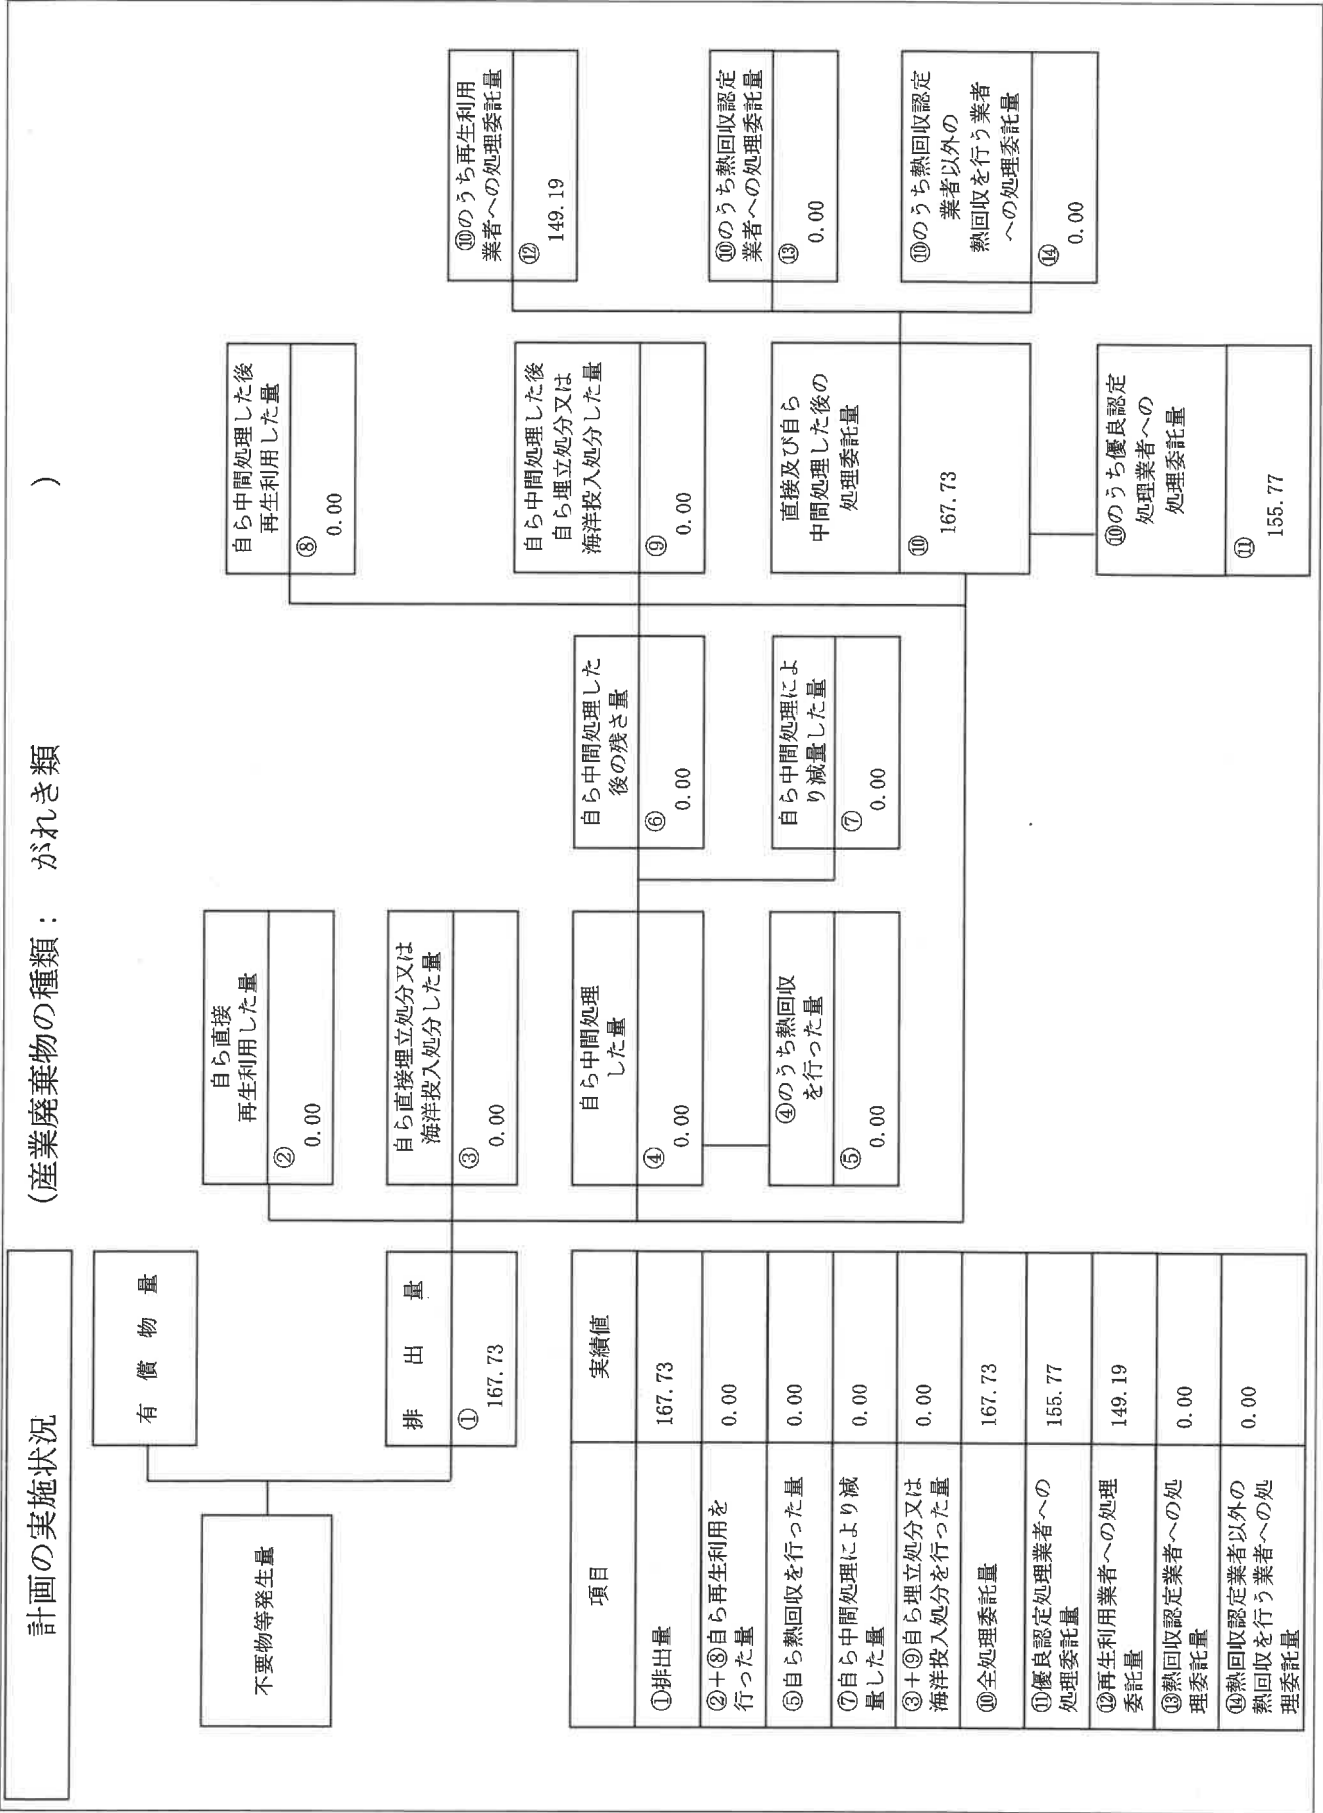 計画の実施状況
(産業廃棄物の種類： がれき類 )
不要物等発生量
有 償 物 量
排 出 量
①
167.73
自ら直接
再生利用した量
②
0.00
自ら直接埋立処分又は
海洋投入処分した量
③
0.00
自ら中間処理
した量
④
0.00
④のうち熱回収
を行った量
⑤
0.00
自ら中間処理した
後の残さ量
⑥
0.00
自ら中間処理によ
り減量した量
⑦
0.00
自ら中間処理した後
再生利用した量
⑧
0.00
自ら中間処理した後
自ら埋立処分又は
海洋投入処分した量
⑨
0.00
直接及び自ら
中間処理した後の
処理委託量
⑩
167.73
⑩のうち優良認定
処理業者への
処理委託量
⑪
155.77
⑩のうち再生利用
業者への処理委託量
⑫
149.19
⑩のうち熱回収認定
業者への処理委託量
⑬
0.00
⑩のうち熱回収認定
業者以外の
熱回収を行う業者
への処理委託量
⑭
0.00
項目 実績値
①排出量 167.73
②+⑧自ら再生利用を
行った量 0.00
⑤自ら熱回収を行った量 0.00
⑦自ら中間処理により減
量した量 0.00
③+⑨自ら埋立処分又は
海洋投入処分を行った量 0.00
⑩全処理委託量 167.73
⑪優良認定処理業者への
処理委託量 155.77
⑫再生利用業者への処理
委託量 149.19
⑬熱回収認定業者への処
理委託量 0.00
⑭熱回収認定業者以外の
熱回収を行う業者への処
理委託量 0.00